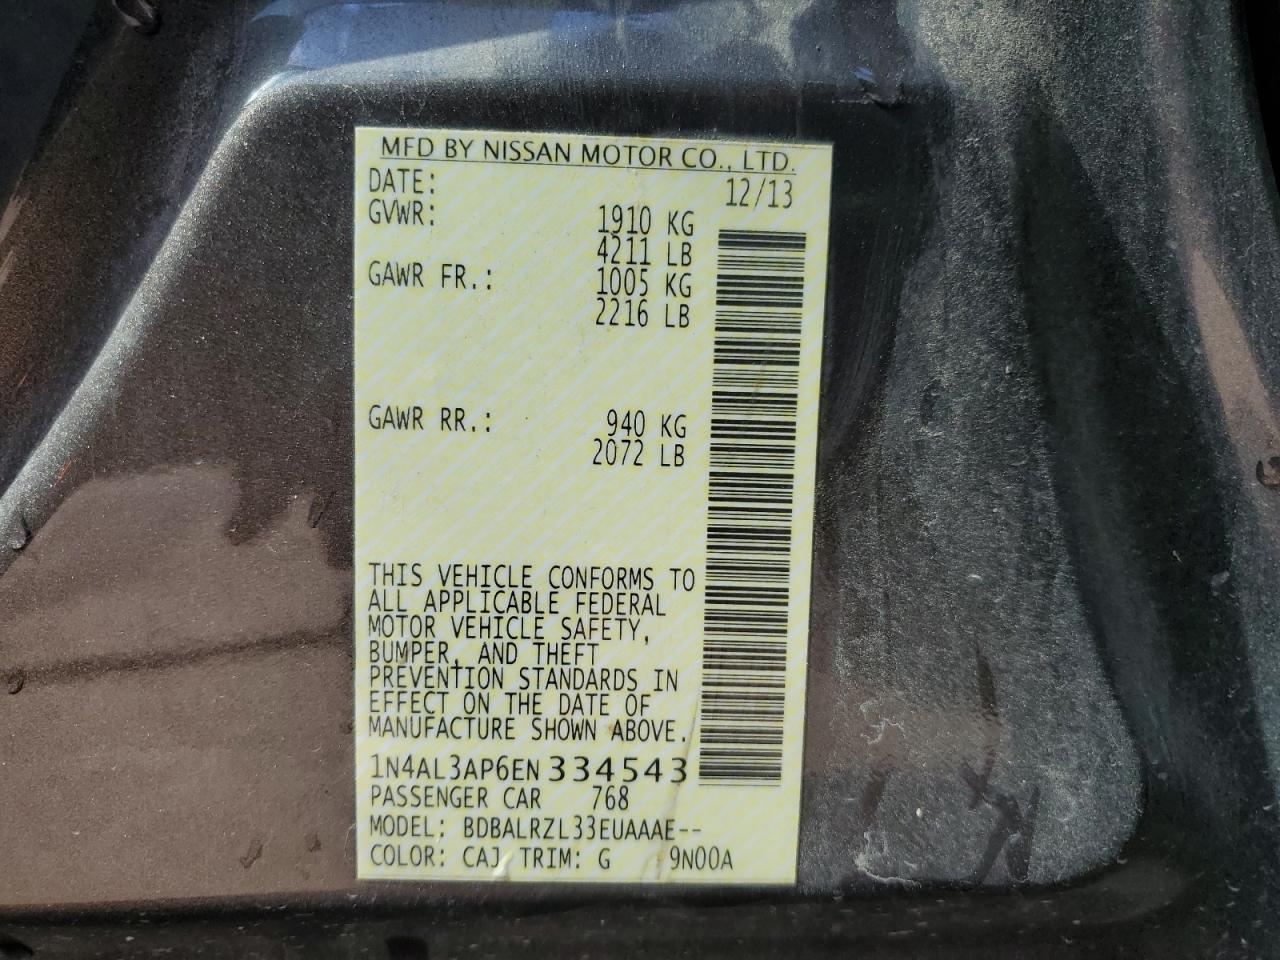 MFD BY NISSAN MOTOR CO., LTD.
DATE: 12/13
GVWR: 1910 KG
4211 LB
GAWR FR.: 1005 KG
2216 LB
GAWR RR.: 940 KG
2072 LB
THIS VEHICLE CONFORMS TO
ALL APPLICABLE FEDERAL
MOTOR VEHICLE SAFETY,
BUMPER, AND THEFT
PREVENTION STANDARDS IN
EFFECT ON THE DATE OF
MANUFACTURE SHOWN ABOVE.
1N4AL3AP6EN334543
PASSENGER CAR 768
MODEL: BDBALRZL33EUAAAE--
COLOR: CAJ TRIM: G 9N00A